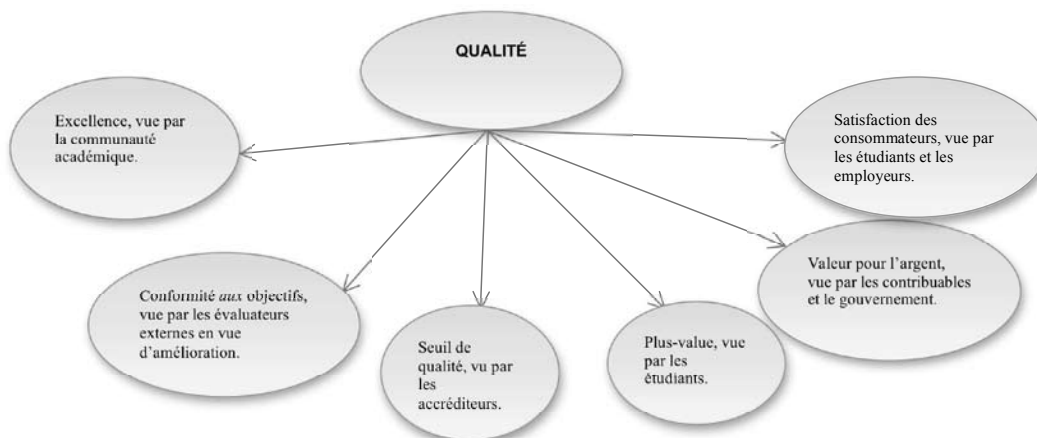 QUALITÉ
Excellence, vue par
la communauté
académique.
Satisfaction des
consommateurs, vue par
les étudiants et les
employeurs.
Conformité aux objectifs,
vue par les évaluateurs
externes en vue
d’amélioration.
Seuil de
qualité, vu par
les
accréditeurs.
Plus-value, vue
par les
étudiants.
Valeur pour l’argent,
vue par les contribuables
et le gouvernement.